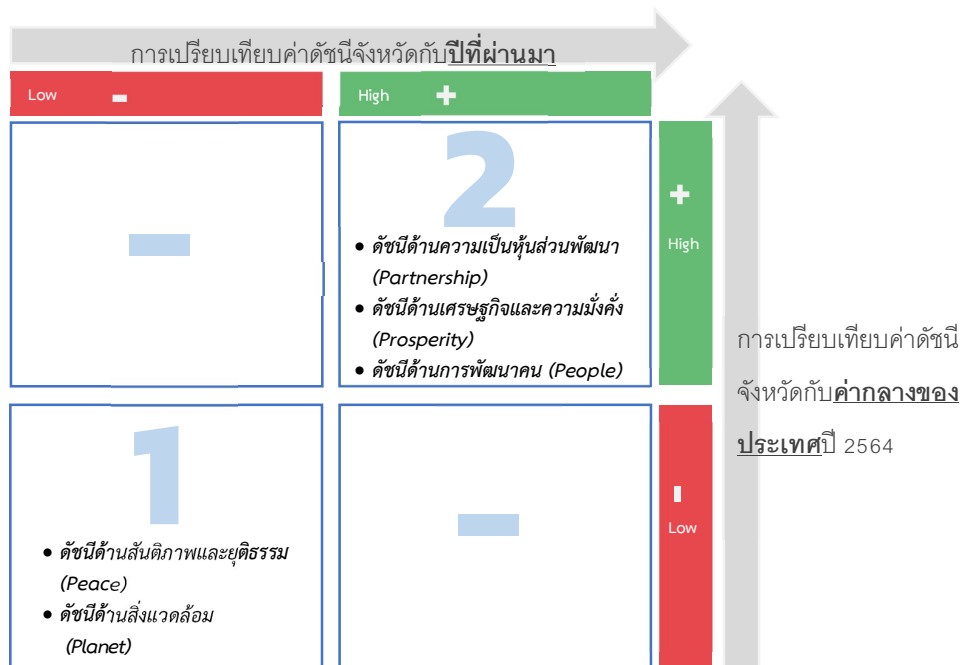 การเปรียบเทียบค่าดัชนีจังหวัดกับปีที่ผ่านมา
Low -
High +
-
2
• ดัชนีด้านความเป็นหุ้นส่วนพัฒนา
(Partnership)
• ดัชนีด้านเศรษฐกิจและความมั่งคั่ง
(Prosperity)
• ดัชนีด้านการพัฒนาคน (People)
+
High
การเปรียบเทียบค่าดัชนี
จังหวัดกับค่ากลางของ
ประเทศปี 2564
1
• ดัชนีด้านสันติภาพและยุติธรรม
(Peace)
• ดัชนีด้านสิ่งแวดล้อม
(Planet)
-
-
Low